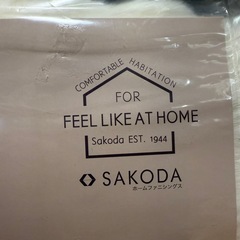 COMFORTABLE HABITATION
FOR
FEEL LIKE AT HOME
Sakoda EST. 1944
SAKODA
ホームファニシングス